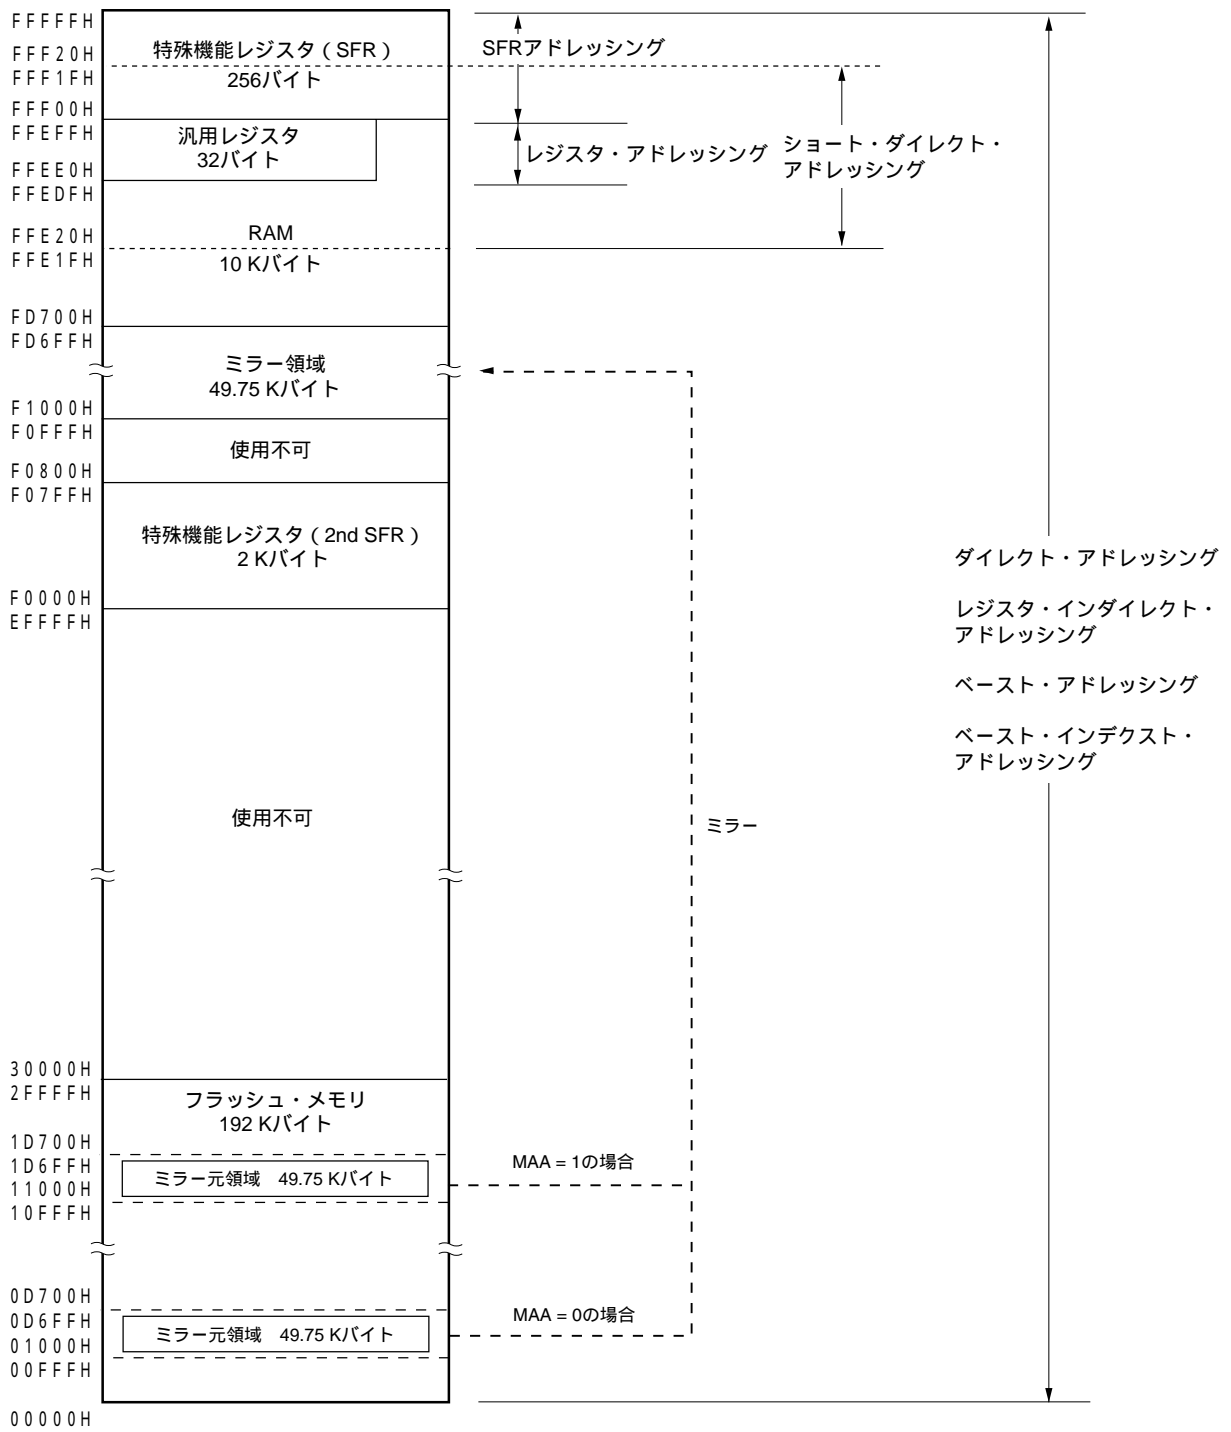 FFFFFH
FFF20H
FFF1FH
FFF00H
FFEFFH
FFEE0H
FFEDFH
FFE20H
FFE1FH
FD700H
FD6FFH
F1000H
F0FFFH
F0800H
F07FFH
F0000H
EFFFFH
30000H
2FFFFH
1D700H
1D6FFH
11000H
10FFFH
0D700H
0D6FFH
01000H
00FFFH
00000H
特殊機能レジスタ(SFR)
256バイト
汎用レジスタ
32バイト
RAM
10 Kバイト
ミラー領域
49.75 Kバイト
使用不可
特殊機能レジスタ(2nd SFR)
2 Kバイト
使用不可
フラッシュ・メモリ
192 Kバイト
ミラー元領域 49.75 Kバイト
ミラー元領域 49.75 Kバイト
SFRアドレッシング
レジスタ・アドレッシング
ショート・ダイレクト・
アドレッシング
MAA = 1の場合
MAA = 0の場合
ミラー
ダイレクト・アドレッシング
レジスタ・インダイレクト・
アドレッシング
ベースト・アドレッシング
ベースト・インデクスト・
アドレッシング